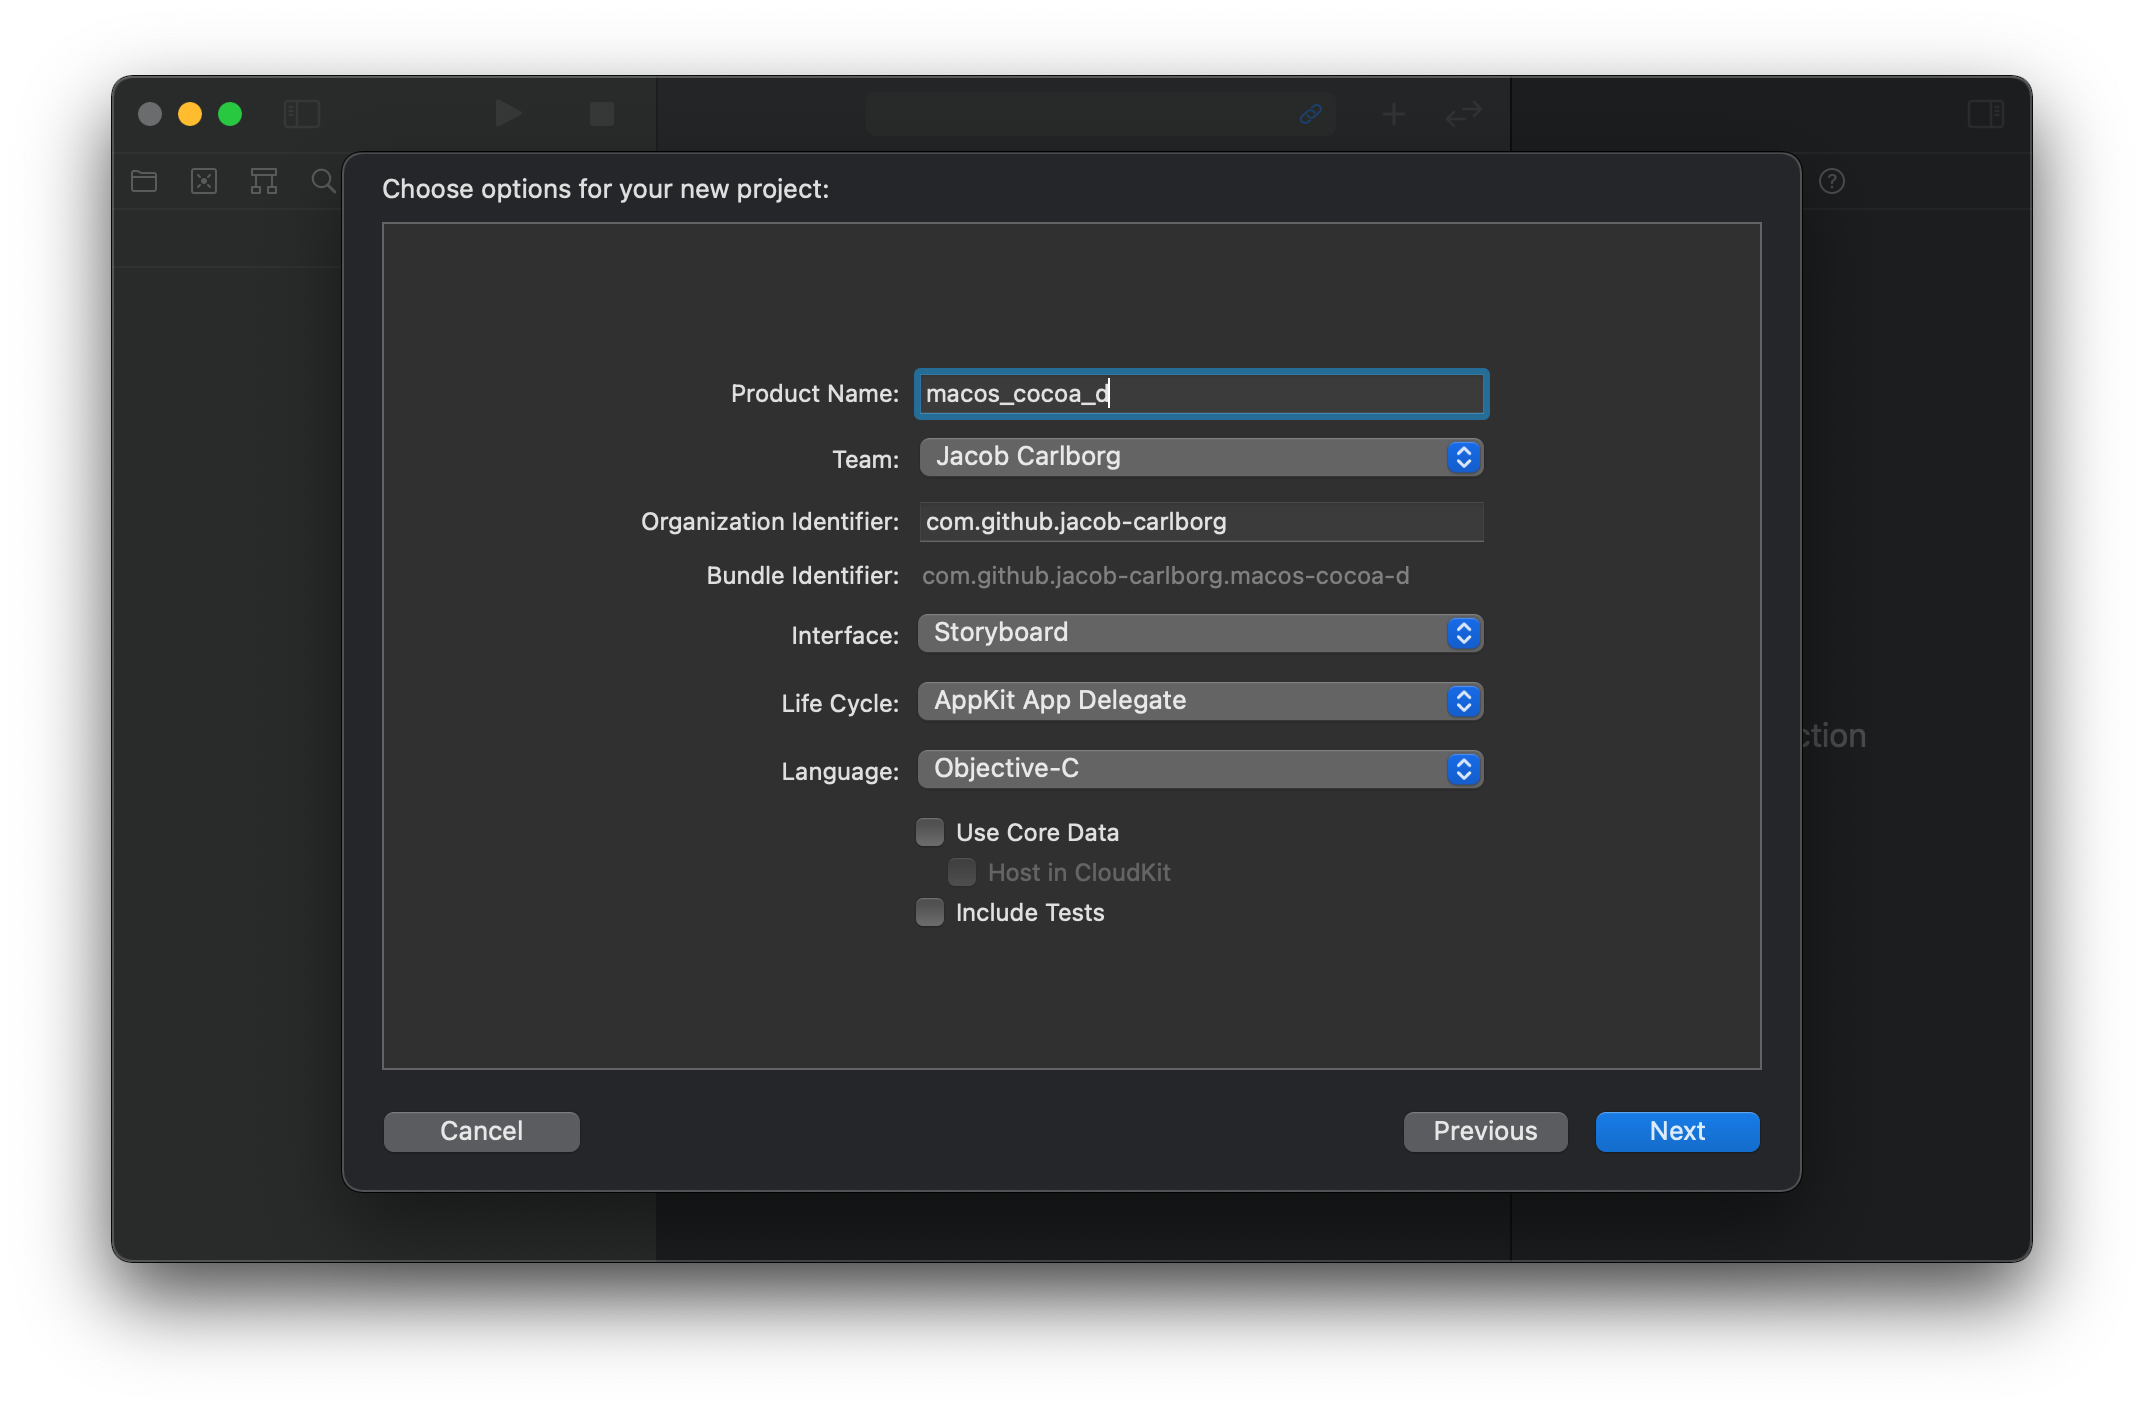 Choose options for your new project:
Product Name: macos_cocoa_d
Team: Jacob Carlborg
Organization Identifier: com.github.jacob-carlborg
Bundle Identifier: com.github.jacob-carlborg.macos-cocoa-d
Interface: Storyboard
Life Cycle: AppKit App Delegate
ction
Language: Objective-C
Use Core Data
Host in CloudKit
Include Tests
Cancel Previous Next